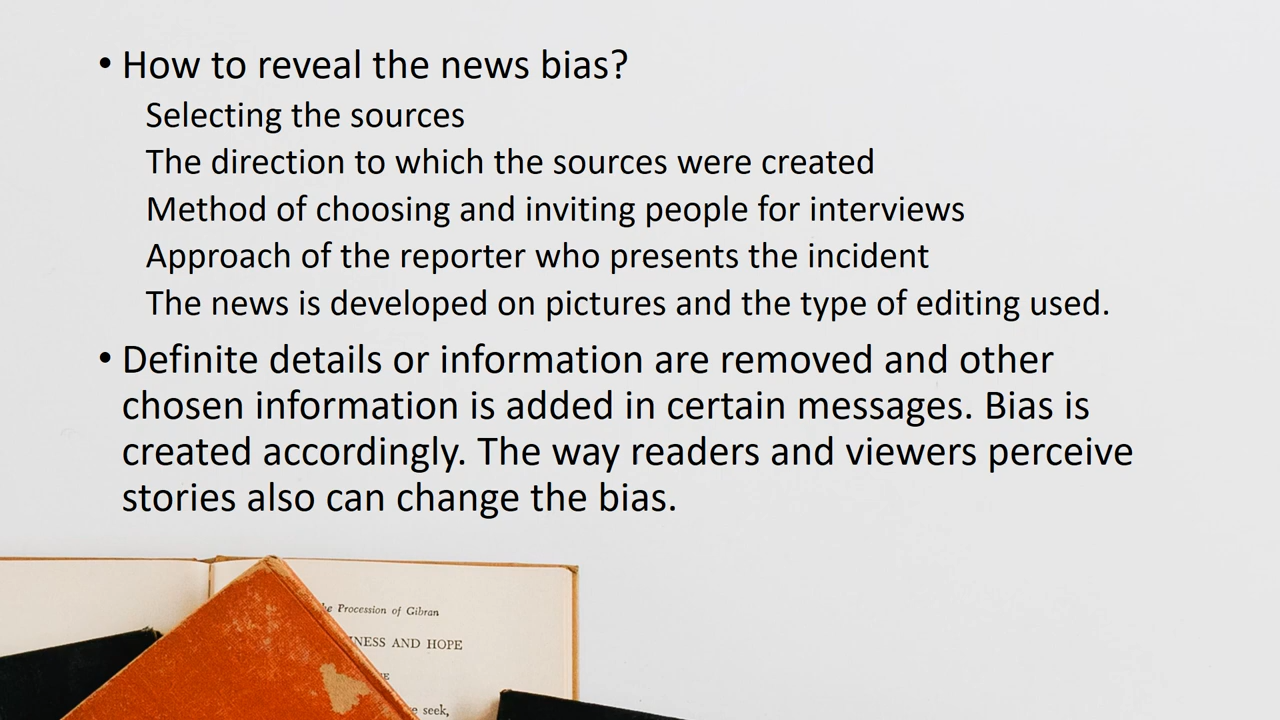 • How to reveal the news bias?
Selecting the sources
The direction to which the sources were created
Method of choosing and inviting people for interviews
Approach of the reporter who presents the incident
The news is developed on pictures and the type of editing used.
• Definite details or information are removed and other
chosen information is added in certain messages. Bias is
created accordingly. The way readers and viewers perceive
stories also can change the bias.
Procession of Gibran
AND HOPE
seek,